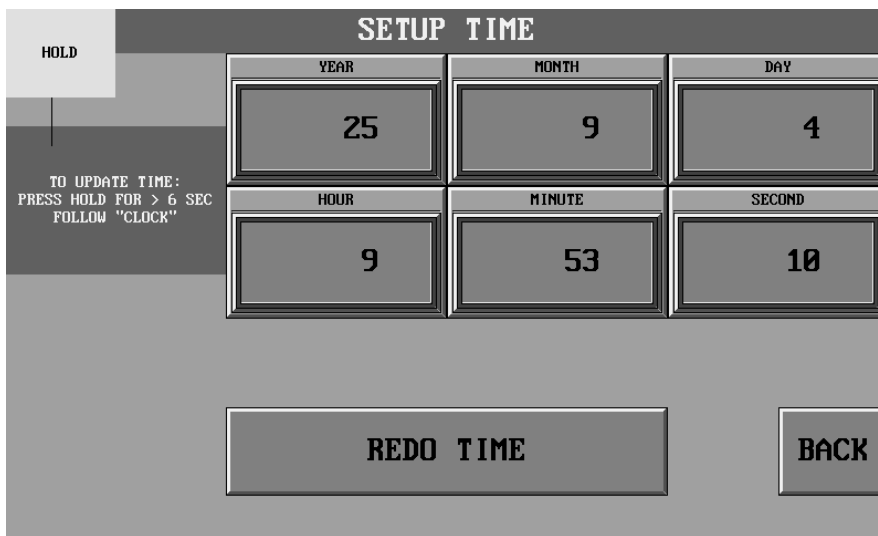 SETUP TIME
HOLD
TO UPDATE TIME:
PRESS HOLD FOR > 6 SEC
FOLLOW "CLOCK"
YEAR
MONTH
DAY
25
9
4
HOUR
MINUTE
SECOND
9
53
10
REDO TIME
BACK